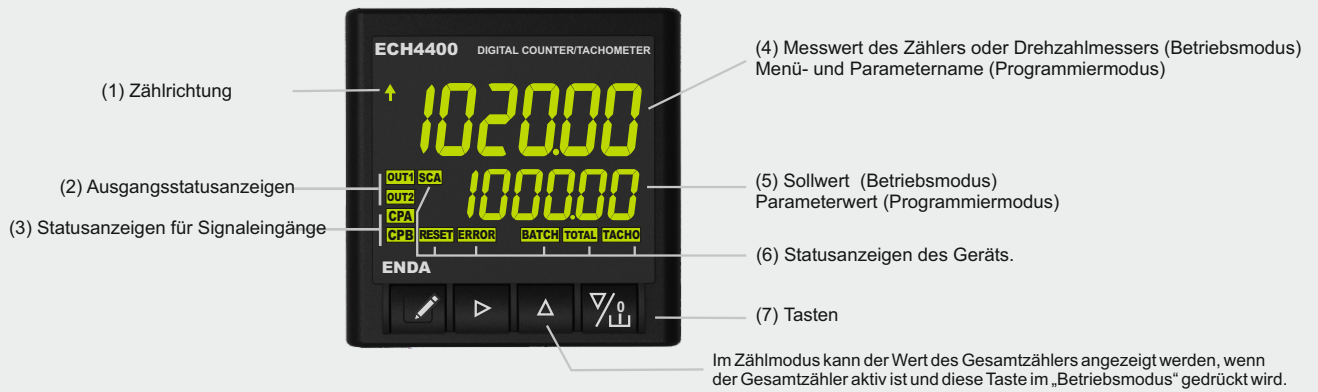 ECH4400 DIGITAL COUNTER/TACHOMETER
1020.00
OUT1 SCA
OUT2
1000.00
CPA
CPB RESET ERROR BATCH TOTAL TACHO
ENDA
0
(1) Zählrichtung
(2) Ausgangsstatusanzeigen
(3) Statusanzeigen für Signaleingänge
(4) Messwert des Zählers oder Drehzahlmessers (Betriebsmodus)
Menü- und Parametername (Programmiermodus)
(5) Sollwert (Betriebsmodus)
Parameterwert (Programmiermodus)
(6) Statusanzeigen des Geräts.
(7) Tasten
Im Zählmodus kann der Wert des Gesamtzählers angezeigt werden, wenn
der Gesamtzähler aktiv ist und diese Taste im „Betriebsmodus“ gedrückt wird.